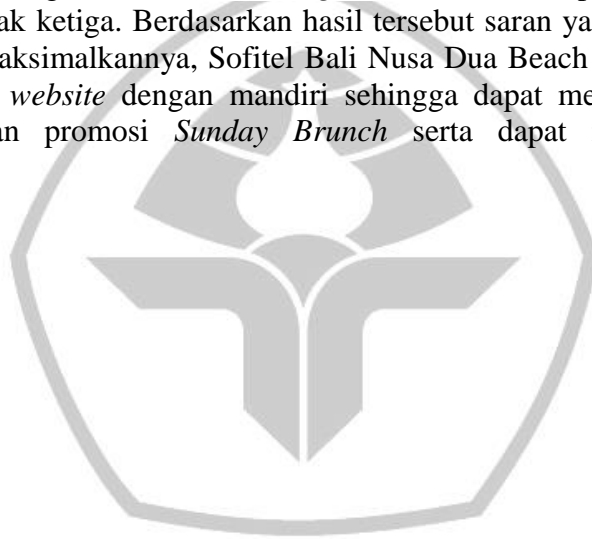 ak ketiga. Berdasarkan hasil tersebut saran ya
aksimalkannya, Sofitel Bali Nusa Dua Beach
website dengan mandiri sehingga dapat me
an promosi Sunday Brunch serta dapat